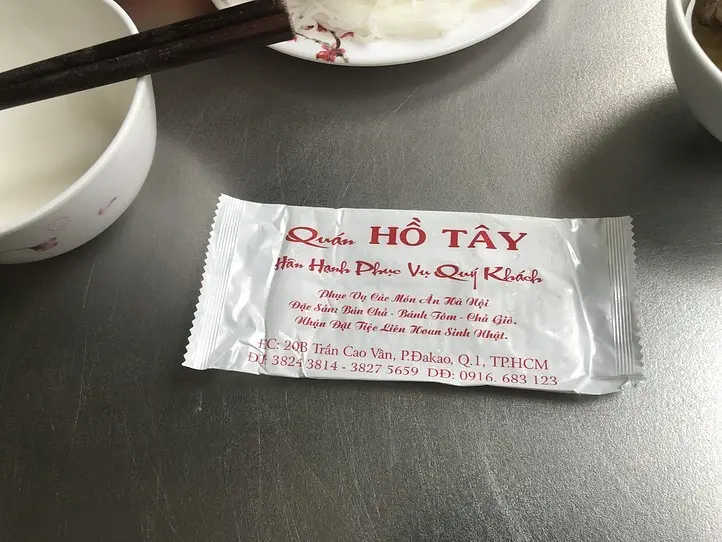 Quán HỒ TÂY
Hân Hạnh Phục Vụ Quý Khách
Phục Vụ Các Món Ăn Hà Nội
Đặc Sản: Bún Chả - Bánh Tôm - Chả Giò.
Nhận Đặt Tiệc Liên Hoan Sinh Nhật.
ĐC: 20B Trần Cao Vân, P.Đakao, Q.1, TP.HCM
ĐT: 3824 3814 - 3827 5659 DĐ: 0916. 683 123